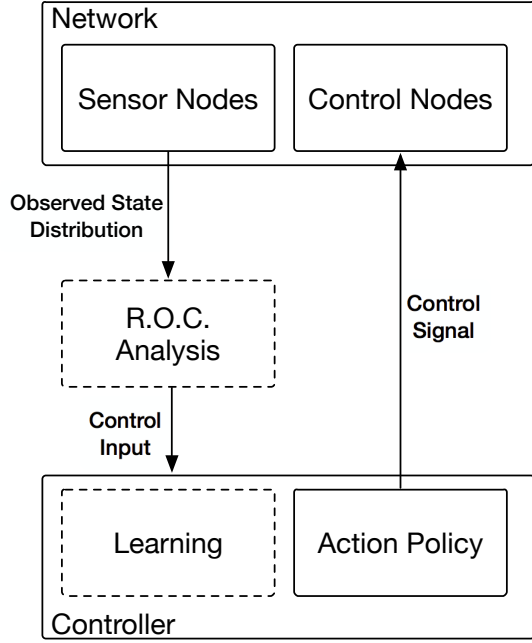 Network
Sensor Nodes
Control Nodes
Observed State
Distribution
R.O.C.
Analysis
Control
Signal
Control
Input
Learning
Action Policy
Controller